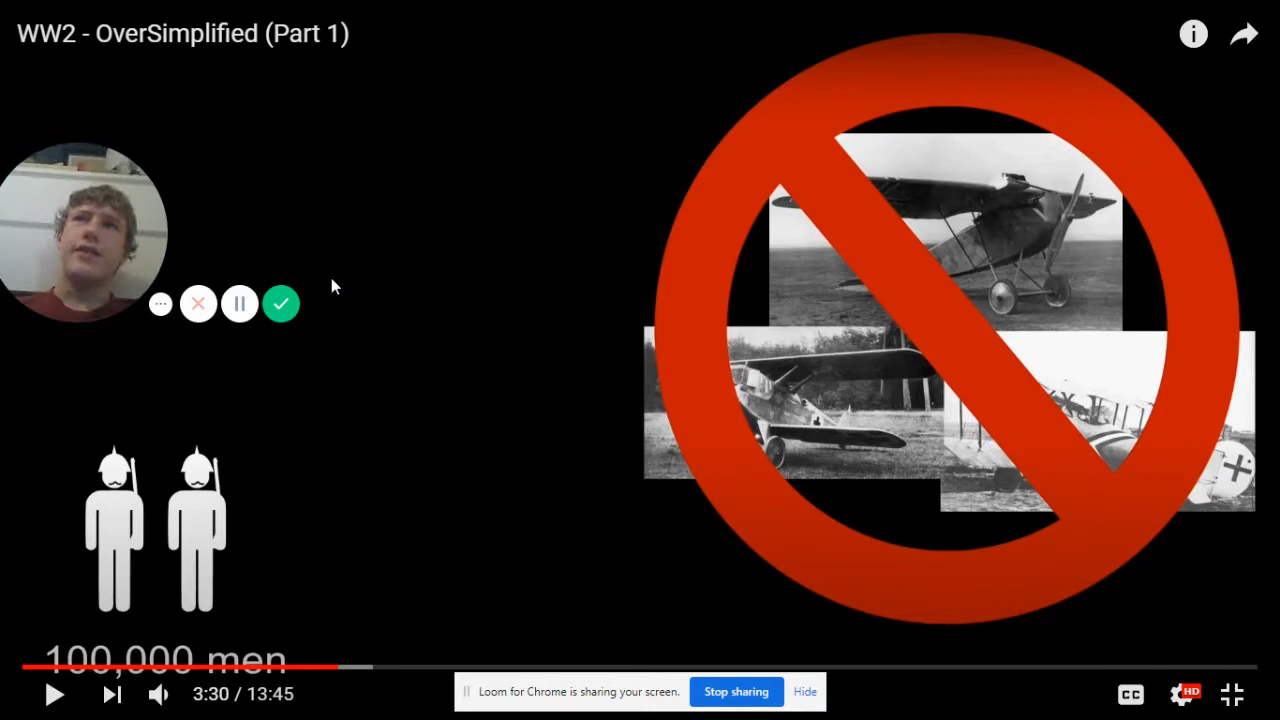 WW2 - OverSimplified (Part 1)
100,000 men
3:30 / 13:45
Loom for Chrome is sharing your screen.
Stop sharing
Hide
CC
HD